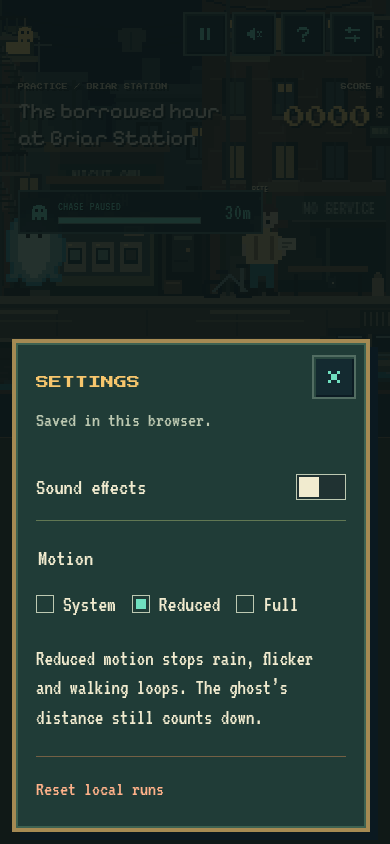 PRACTICE / BRIAR STATION
SCORE
The borrowed hour
at Briar Station
0000
NIGHT OWL
CHASE PAUSED
30m
NO SERVICE
SETTINGS
Saved in this browser.
Sound effects
Motion
System
Reduced
Full
Reduced motion stops rain, flicker
and walking loops. The ghost’s
distance still counts down.
Reset local runs